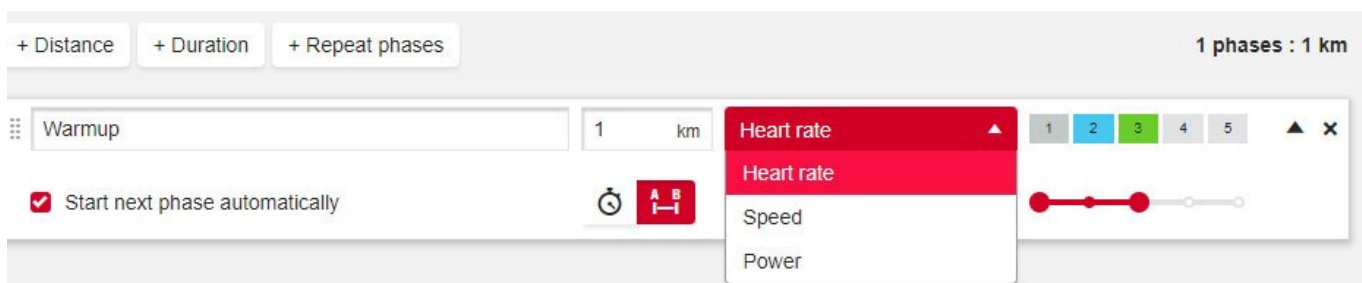 + Distance + Duration + Repeat phases 1 phases : 1 km
Warmup 1 km Heart rate 1 2 3 4 5
Heart rate
Start next phase automatically A B
Speed
Power